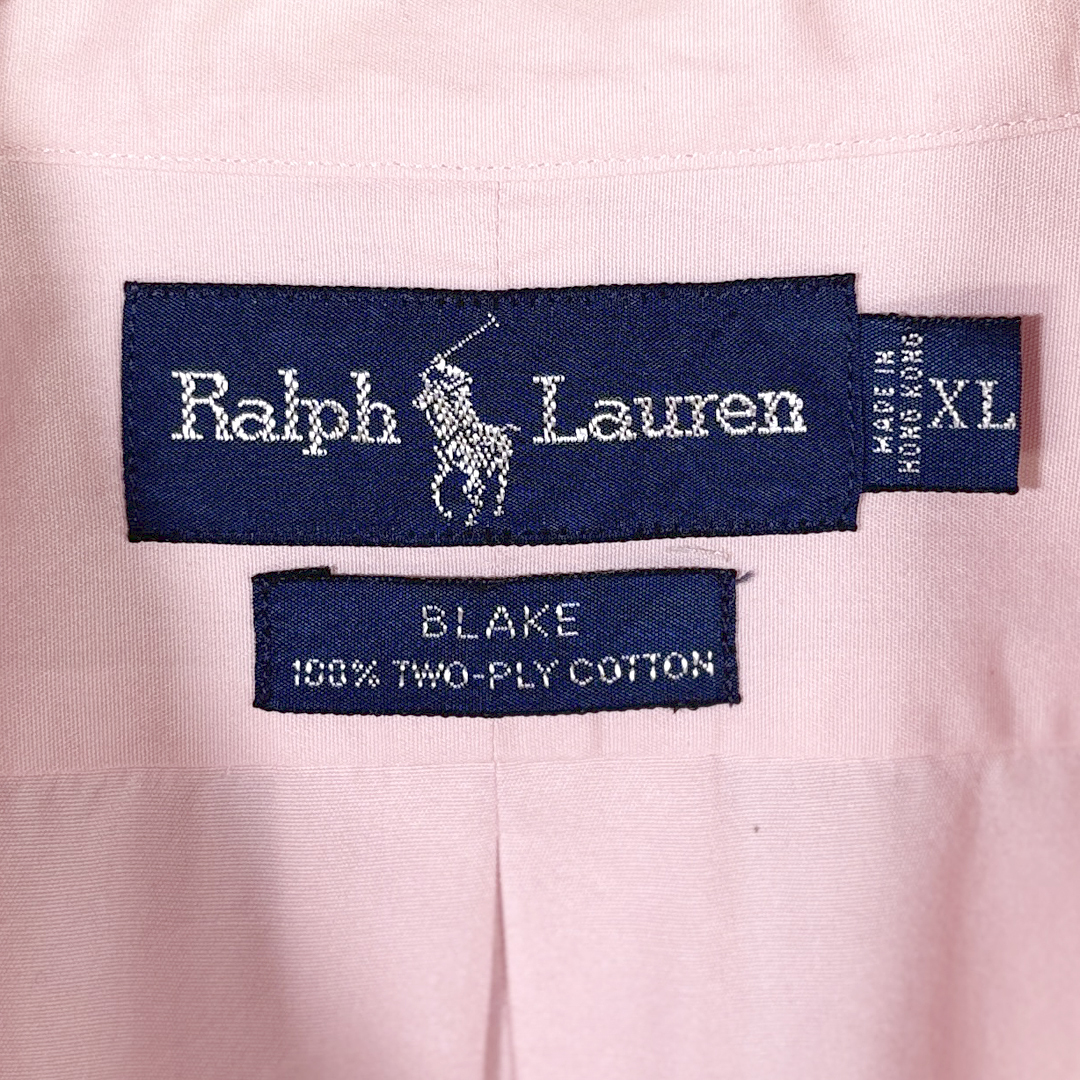 Ralph Lauren
MADE IN
HONG KONG
XL
BLAKE
100% TWO-PLY COTTON